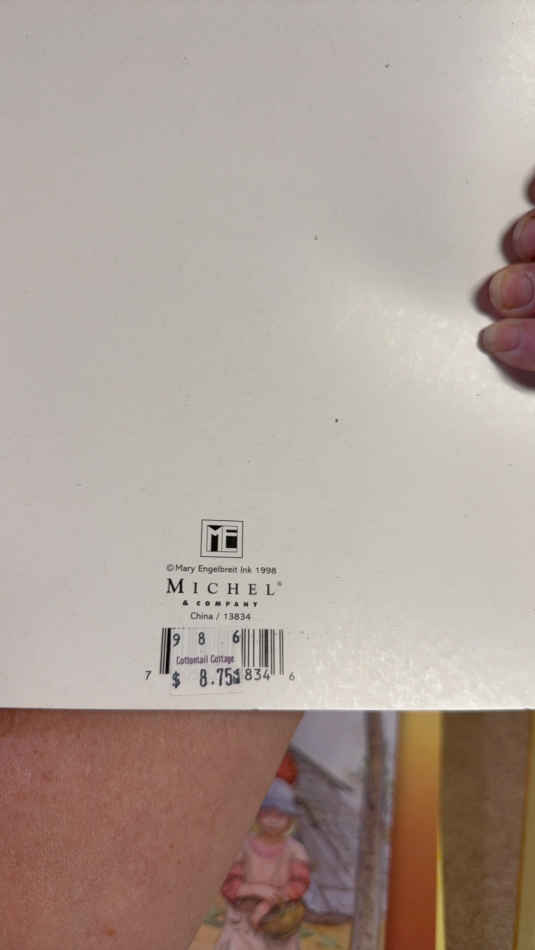 ME
©Mary Engelbreit Ink 1998
MICHEL®
& COMPANY
China / 13834
9 8 6
Cottontail Cottage
$ 8.75
7 834 6